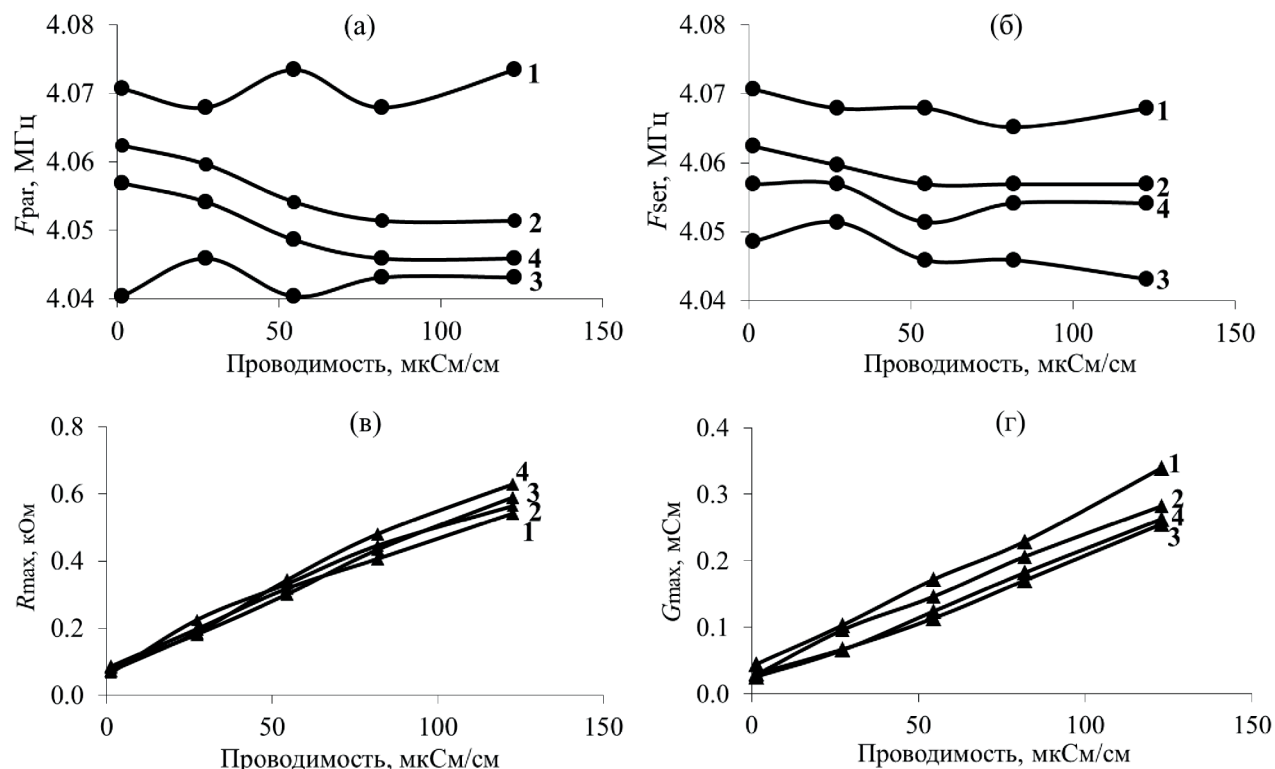 (а)
4.08
4.07
4.06
4.05
4.04
Fpar, МГц
1
2
4
3
0 50 100 150
Проводимость, мкСм/см
(б)
4.08
4.07
4.06
4.05
4.04
Fser, МГц
1
2
4
3
0 50 100 150
Проводимость, мкСм/см
(в)
0.8
0.6
0.4
0.2
0.0
Rmax, кОм
4
3
2
1
0 50 100 150
Проводимость, мкСм/см
(г)
0.4
0.3
0.2
0.1
0.0
Gmax, мСм
1
2
4
3
0 50 100 150
Проводимость, мкСм/см